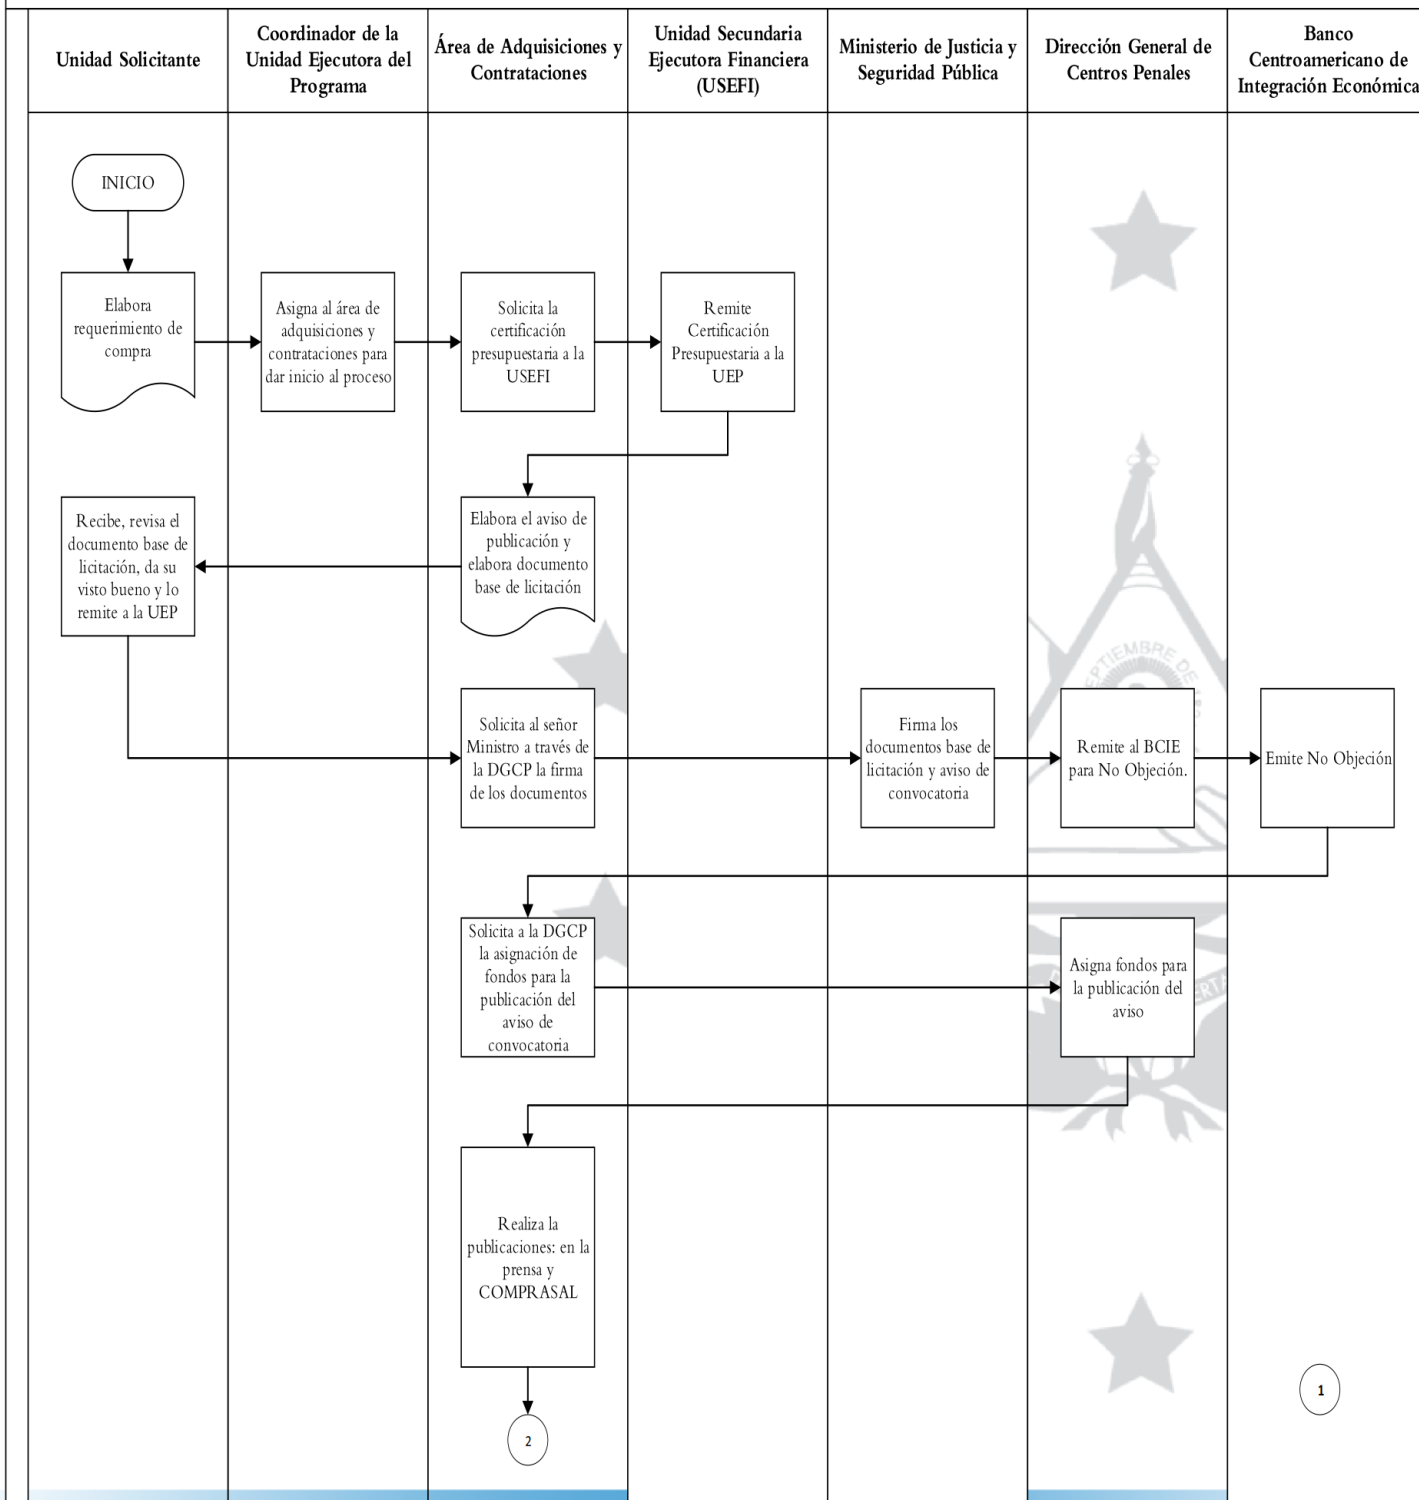 Unidad Solicitante
Coordinador de la
Unidad Ejecutora del
Programa
Área de Adquisiciones y
Contrataciones
Unidad Secundaria
Ejecutora Financiera
(USEFI)
Ministerio de Justicia y
Seguridad Pública
Dirección General de
Centros Penales
Banco
Centroamericano de
Integración Económica
INICIO
Elabora
requerimiento de
compra
Asigna al área de
adquisiciones y
contrataciones para
dar inicio al proceso
Solicita la
certificación
presupuestaria a la
USEFI
Remite
Certificación
Presupuestaria a la
UEP
Recibe, revisa el
documento base de
licitación, da su
visto bueno y lo
remite a la UEP
Elabora el aviso de
publicación y
elabora documento
base de licitación
Solicita al señor
Ministro a través de
la DGCP la firma
de los documentos
Firma los
documentos base de
licitación y aviso de
convocatoria
Remite al BCIE
para No Objeción.
Emite No Objeción
Solicita a la DGCP
la asignación de
fondos para la
publicación del
aviso de
convocatoria
Asigna fondos para
la publicación del
aviso
Realiza la
publicaciones: en la
prensa y
COMPRASAL
1
2